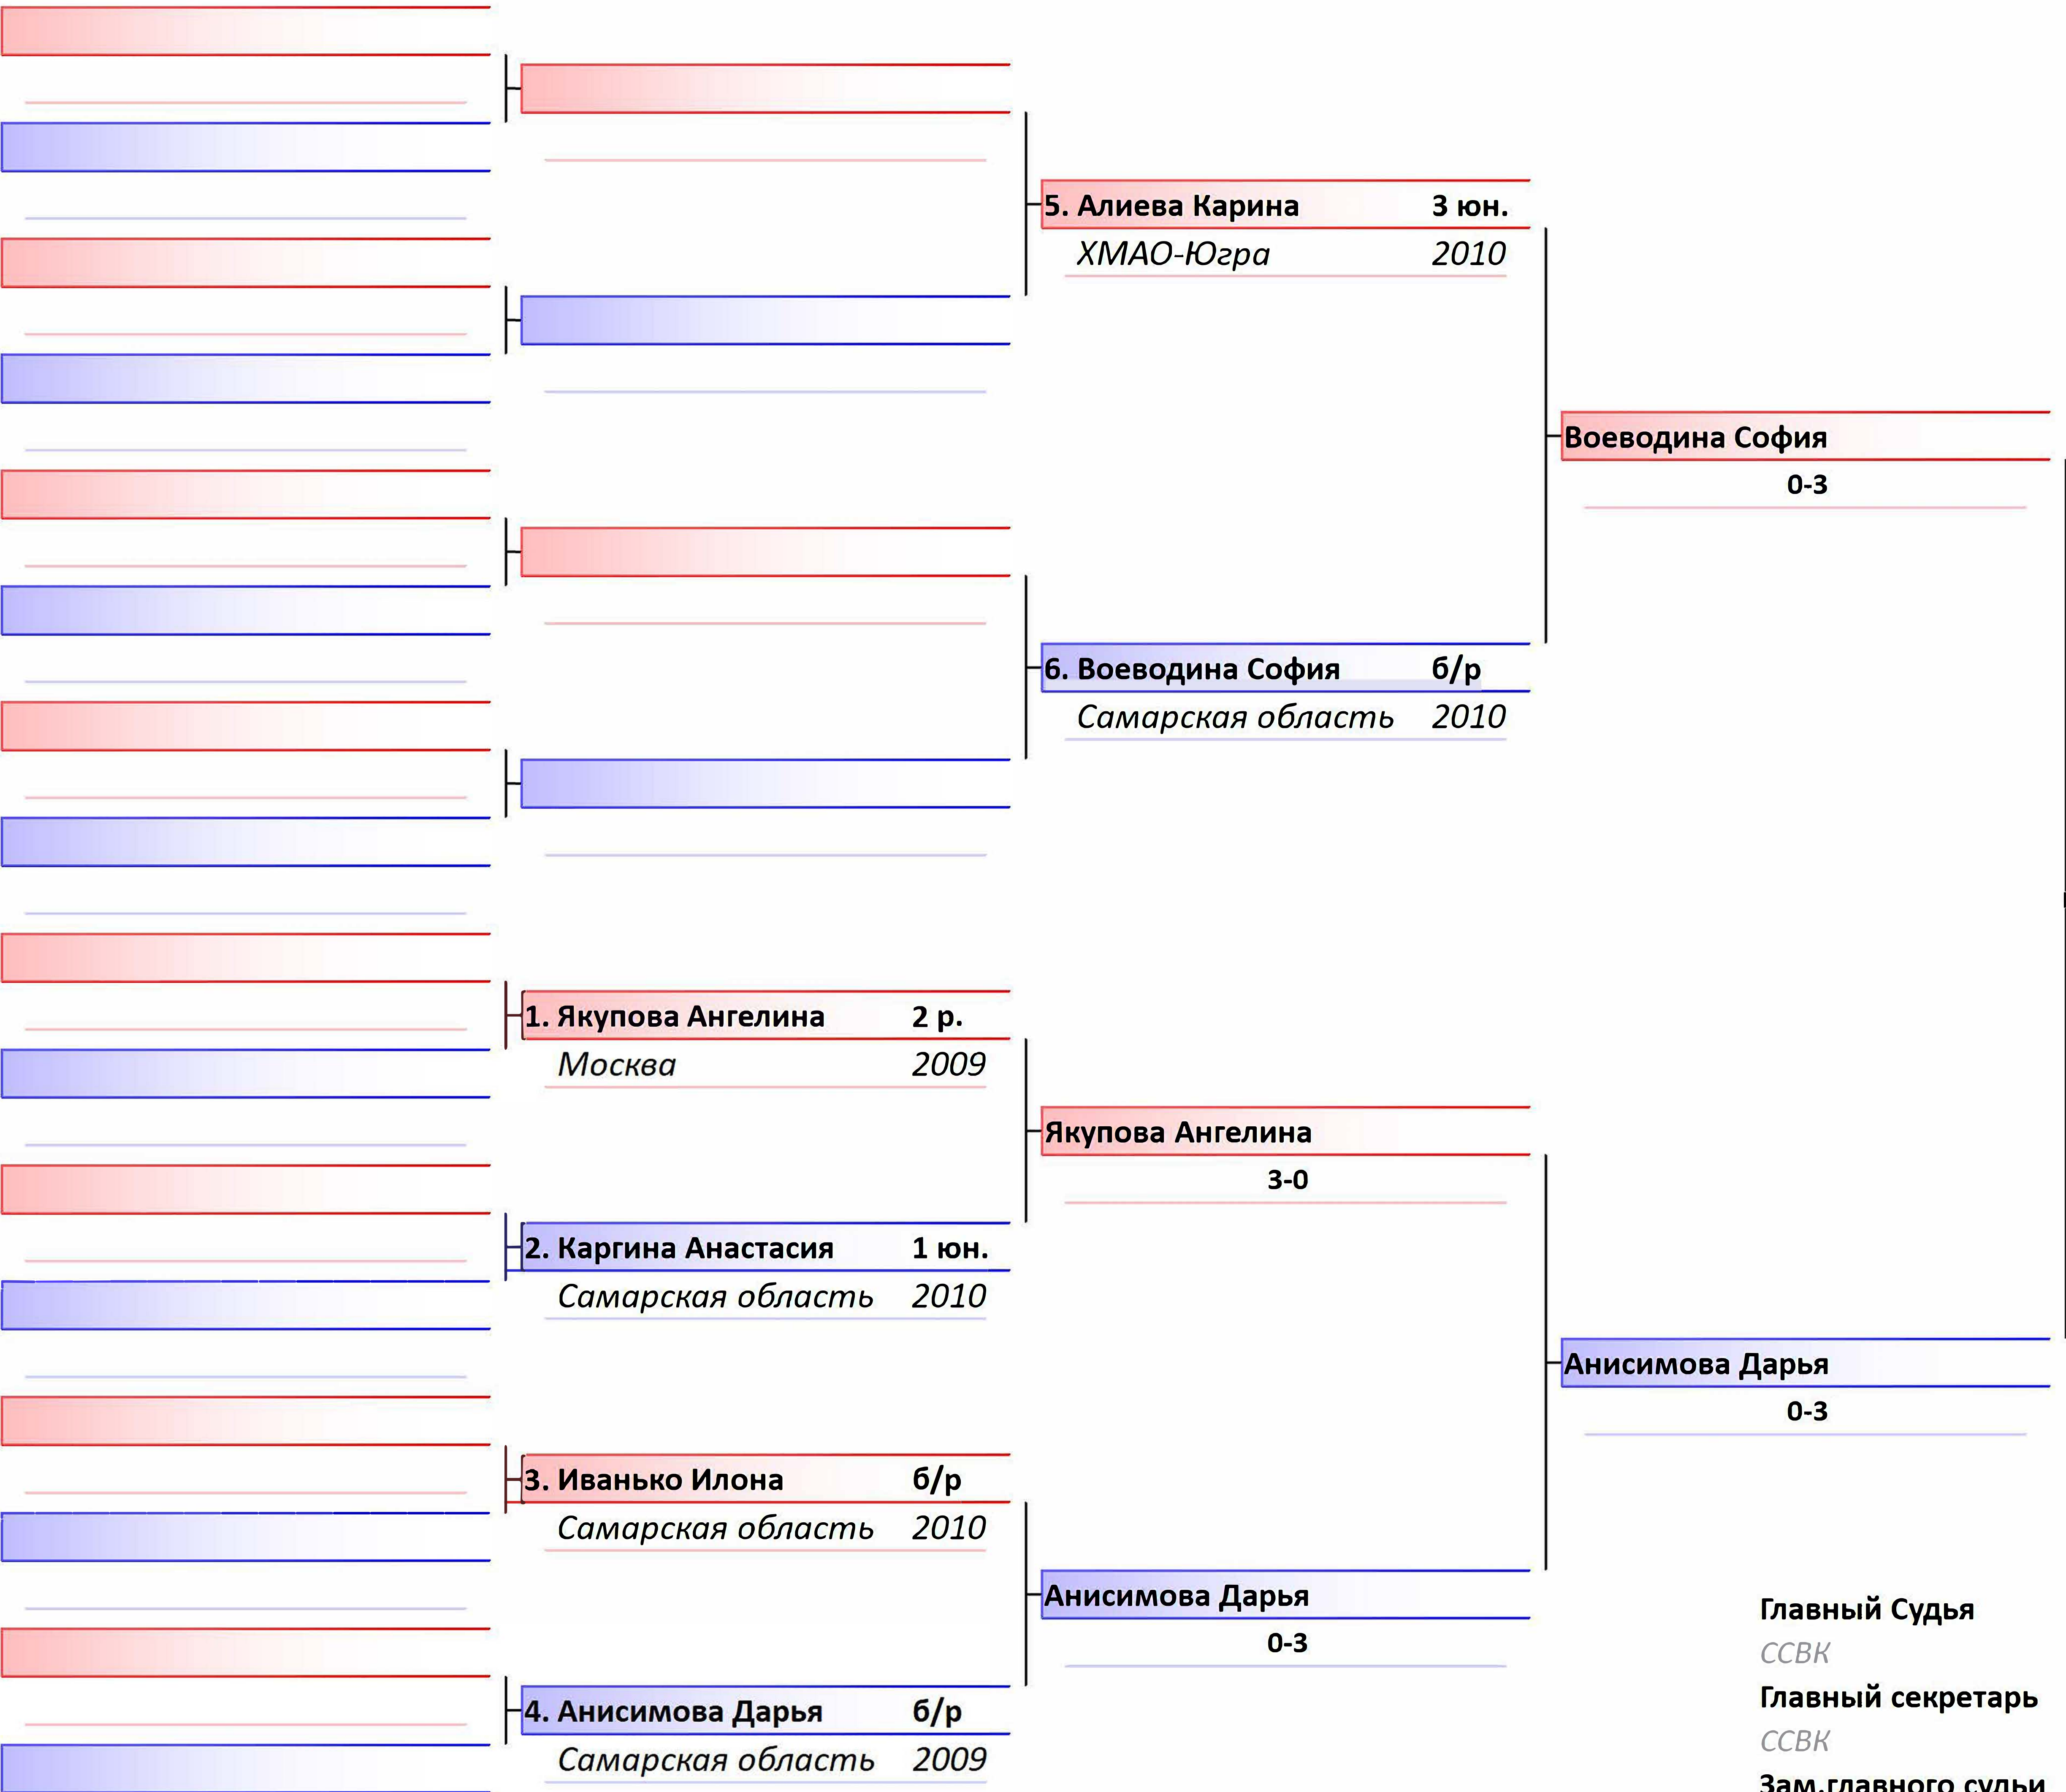 5. Алиева Карина 3 юн.
ХМАО-Югра 2010
Воеводина София
0-3
6. Воеводина София б/р
Самарская область 2010
1. Якупова Ангелина 2 р.
Москва 2009
Якупова Ангелина
3-0
2. Каргина Анастасия 1 юн.
Самарская область 2010
Анисимова Дарья
0-3
3. Иванько Илона б/р
Самарская область 2010
Анисимова Дарья
0-3
4. Анисимова Дарья б/р
Самарская область 2009
Главный Судья
ССВК
Главный секретарь
ССВК
Зам.главного судьи